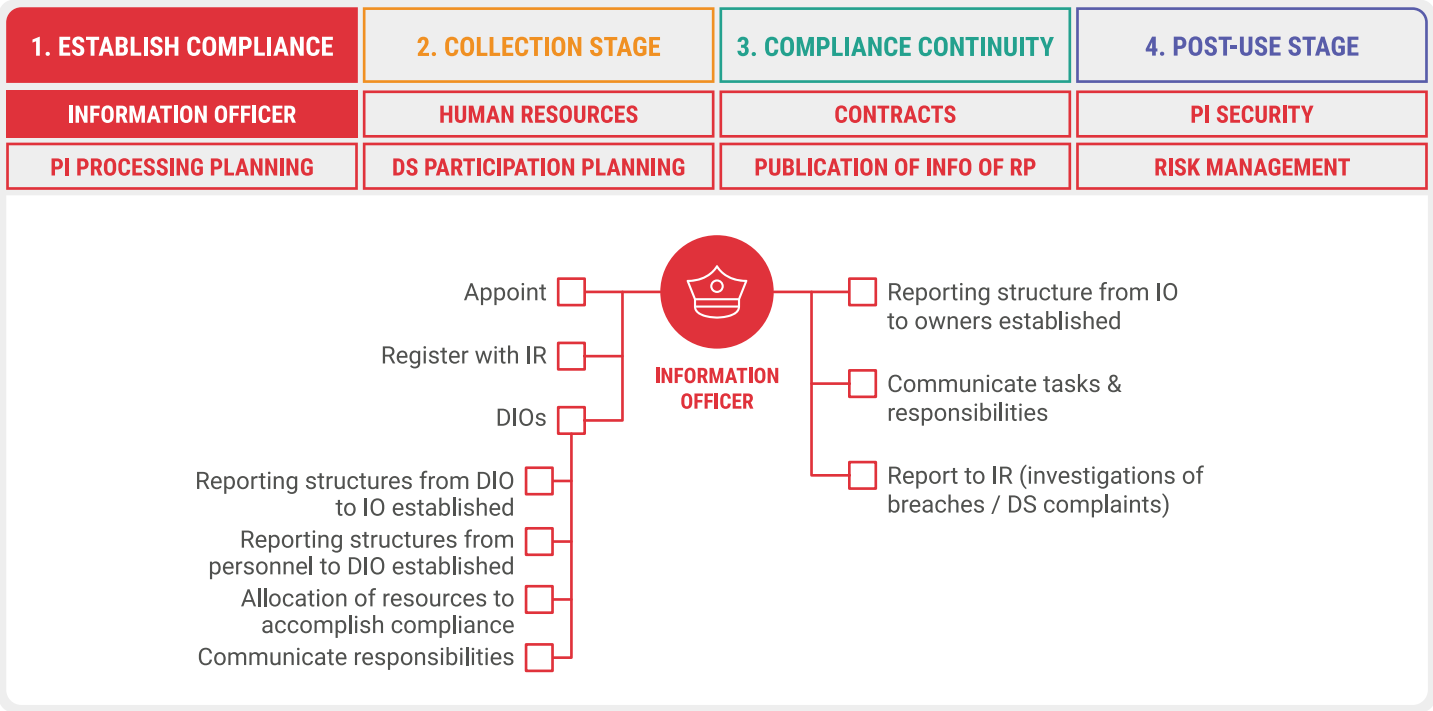 1. ESTABLISH COMPLIANCE
2. COLLECTION STAGE
3. COMPLIANCE CONTINUITY
4. POST-USE STAGE
INFORMATION OFFICER
HUMAN RESOURCES
CONTRACTS
PI SECURITY
PI PROCESSING PLANNING
DS PARTICIPATION PLANNING
PUBLICATION OF INFO OF RP
RISK MANAGEMENT
Appoint
Register with IR
DIOs
Reporting structures from DIO
to IO established
Reporting structures from
personnel to DIO established
Allocation of resources to
accomplish compliance
Communicate responsibilities
INFORMATION
OFFICER
Reporting structure from IO
to owners established
Communicate tasks &
responsibilities
Report to IR (investigations of
breaches / DS complaints)